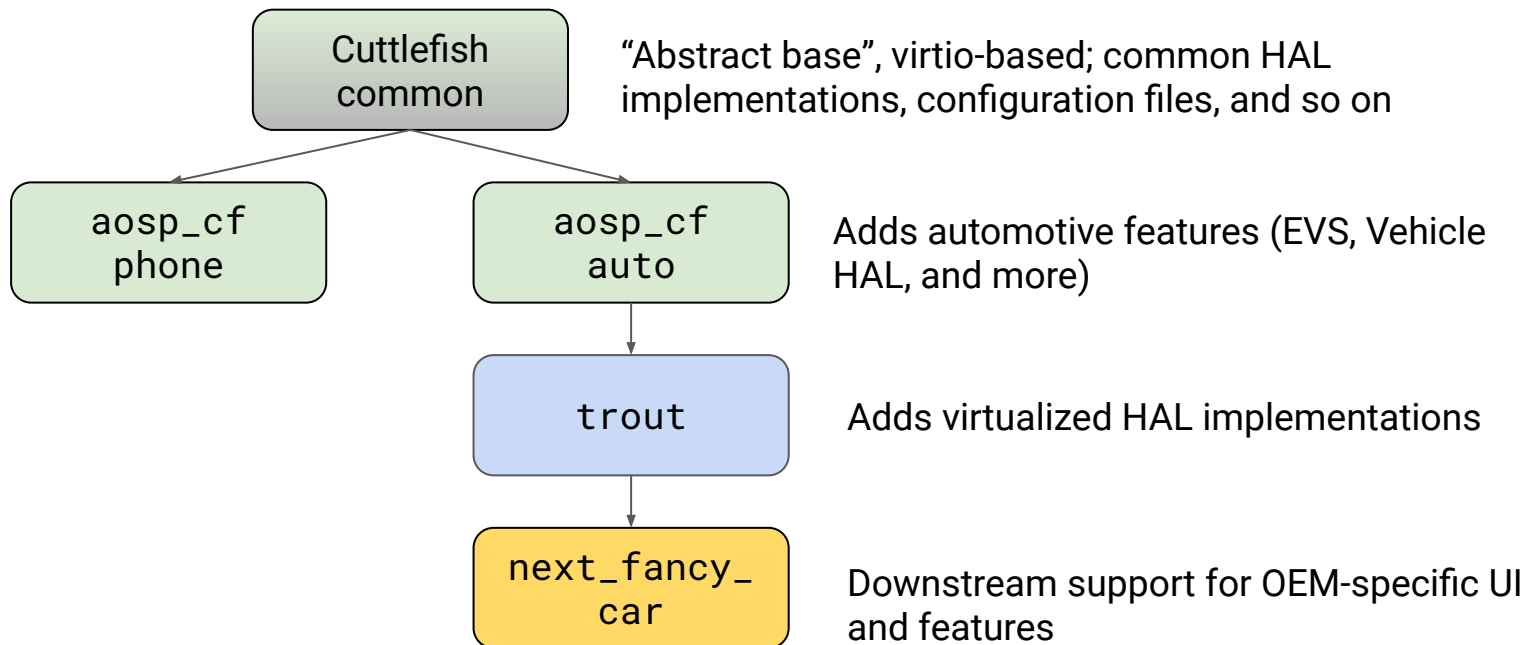 Cuttlefish
common
“Abstract base”, virtio-based; common HAL
implementations, configuration files, and so on
aosp_cf
phone
aosp_cf
auto
Adds automotive features (EVS, Vehicle
HAL, and more)
trout
Adds virtualized HAL implementations
next_fancy_
car
Downstream support for OEM-specific UI
and features